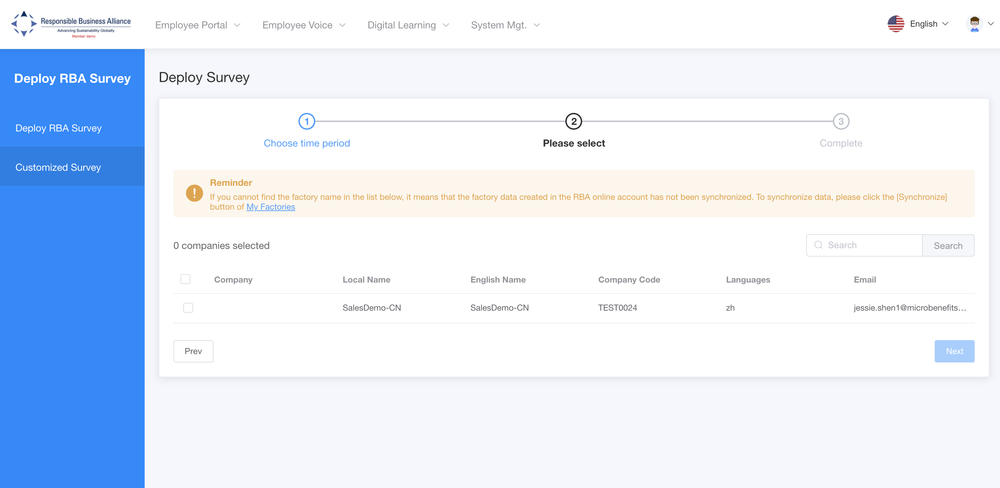 Responsible Business Alliance
Advancing Sustainability Globally
Member demo
Employee Portal
Employee Voice
Digital Learning
System Mgt.
English
Deploy RBA Survey
Deploy RBA Survey
Customized Survey
Deploy Survey
1
2
3
Choose time period
Please select
Complete
Reminder
If you cannot find the factory name in the list below, it means that the factory data created in the RBA online account has not been synchronized. To synchronize data, please click the [Synchronize]
button of My Factories
0 companies selected
Search
Search
Company Local Name English Name Company Code Languages Email
SalesDemo-CN SalesDemo-CN TEST0024 zh jessie.shen1@microbenefits...
Prev
Next